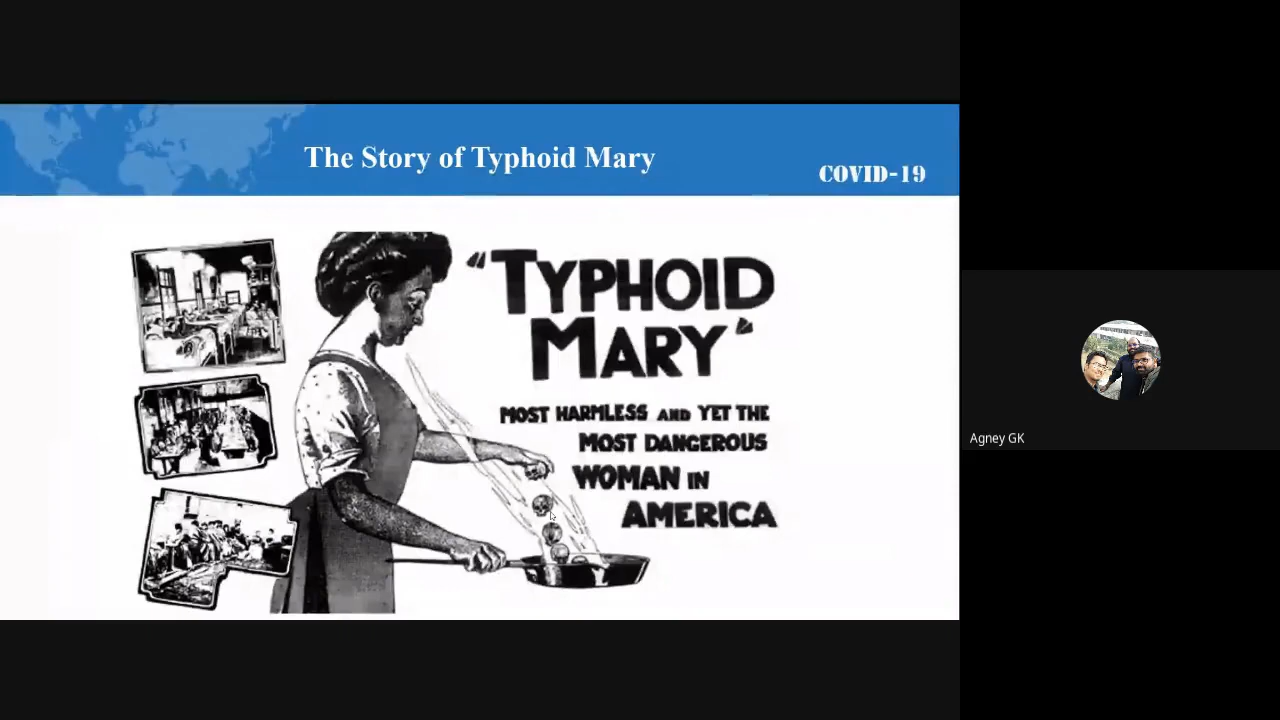 The Story of Typhoid Mary
COVID-19
"TYPHOID
MARY"
MOST HARMLESS AND YET THE
MOST DANGEROUS
WOMAN IN
AMERICA
Agney GK